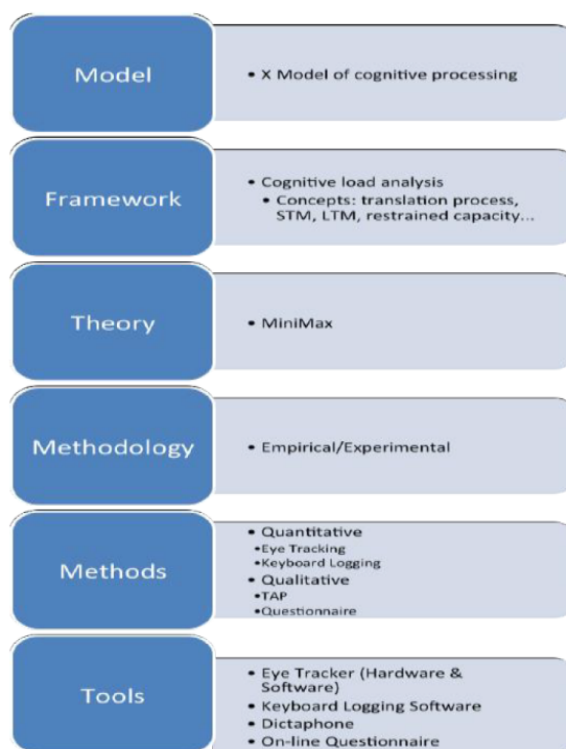 Model
• X Model of cognitive processing
Framework
• Cognitive load analysis
• Concepts: translation process,
STM, LTM, restrained capacity...
Theory
• MiniMax
Methodology
• Empirical/Experimental
Methods
• Quantitative
•Eye Tracking
•Keyboard Logging
• Qualitative
•TAP
•Questionnaire
Tools
• Eye Tracker (Hardware &
Software)
• Keyboard Logging Software
• Dictaphone
• On-line Questionnaire